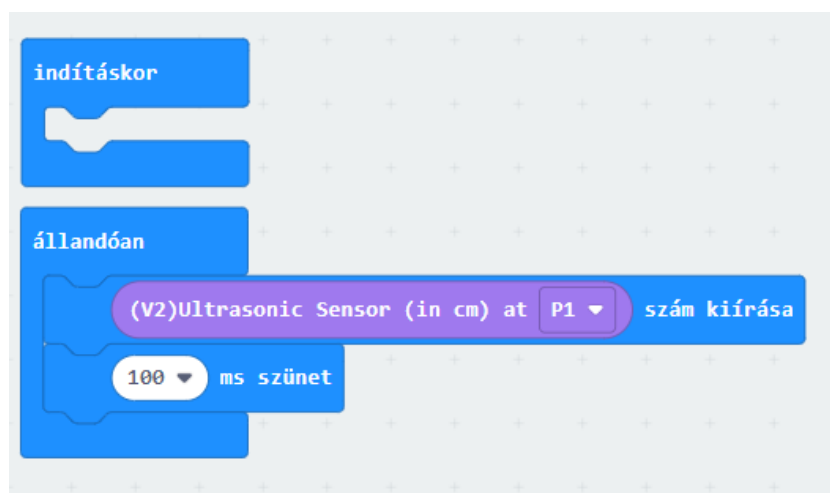 indításkor
állandóan
(V2)Ultrasonic Sensor (in cm) at P1 szám kiírása
100 ms szünet